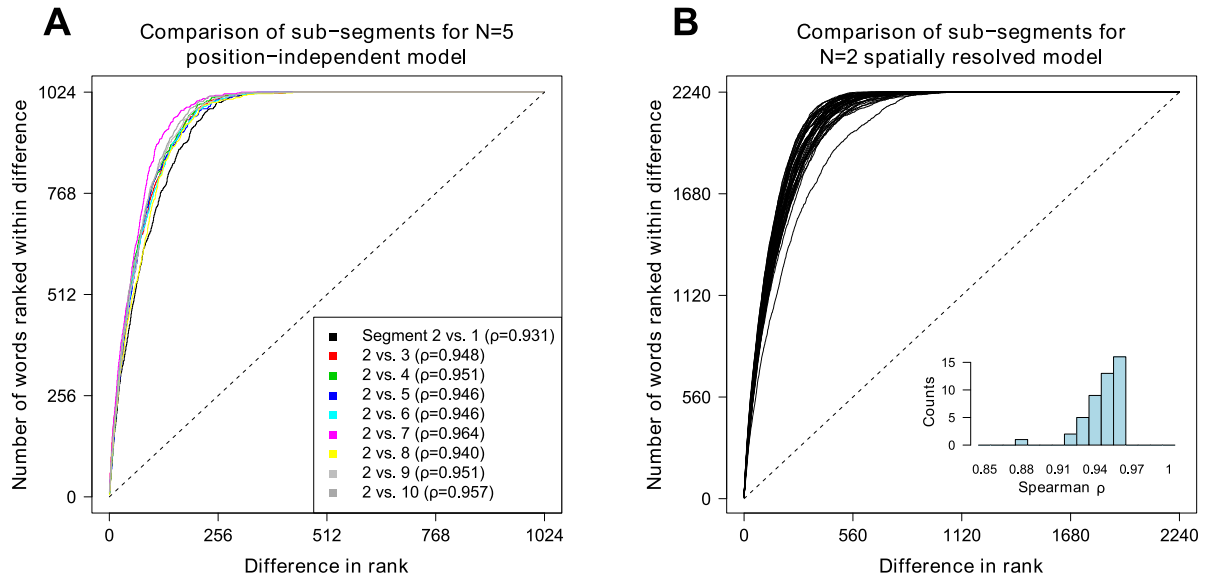 A
Comparison of sub−segments for N=5
position−independent model
Number of words ranked within difference
1024
768
512
256
0
Segment 2 vs. 1 (ρ=0.931)
2 vs. 3 (ρ=0.948)
2 vs. 4 (ρ=0.951)
2 vs. 5 (ρ=0.946)
2 vs. 6 (ρ=0.946)
2 vs. 7 (ρ=0.964)
2 vs. 8 (ρ=0.940)
2 vs. 9 (ρ=0.951)
2 vs. 10 (ρ=0.957)
0 256 512 768 1024
Difference in rank
B
Comparison of sub−segments for
N=2 spatially resolved model
Number of words ranked within difference
2240
1680
1120
560
0
Counts
15
10
5
0
0.85 0.88 0.91 0.94 0.97 1
Spearman ρ
0 560 1120 1680 2240
Difference in rank